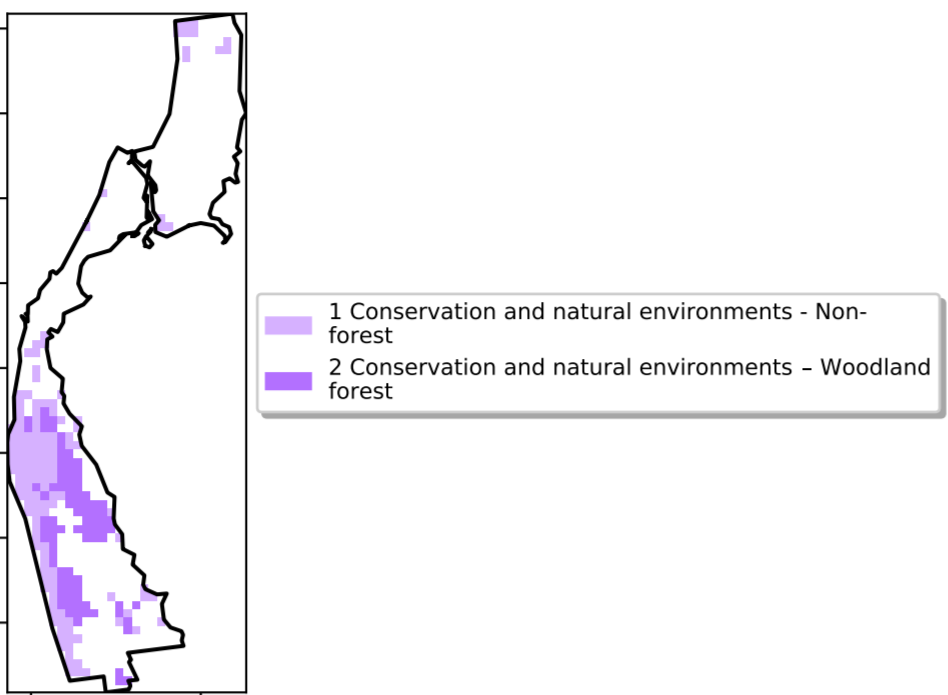 1 Conservation and natural environments - Non-
forest
2 Conservation and natural environments – Woodland
forest